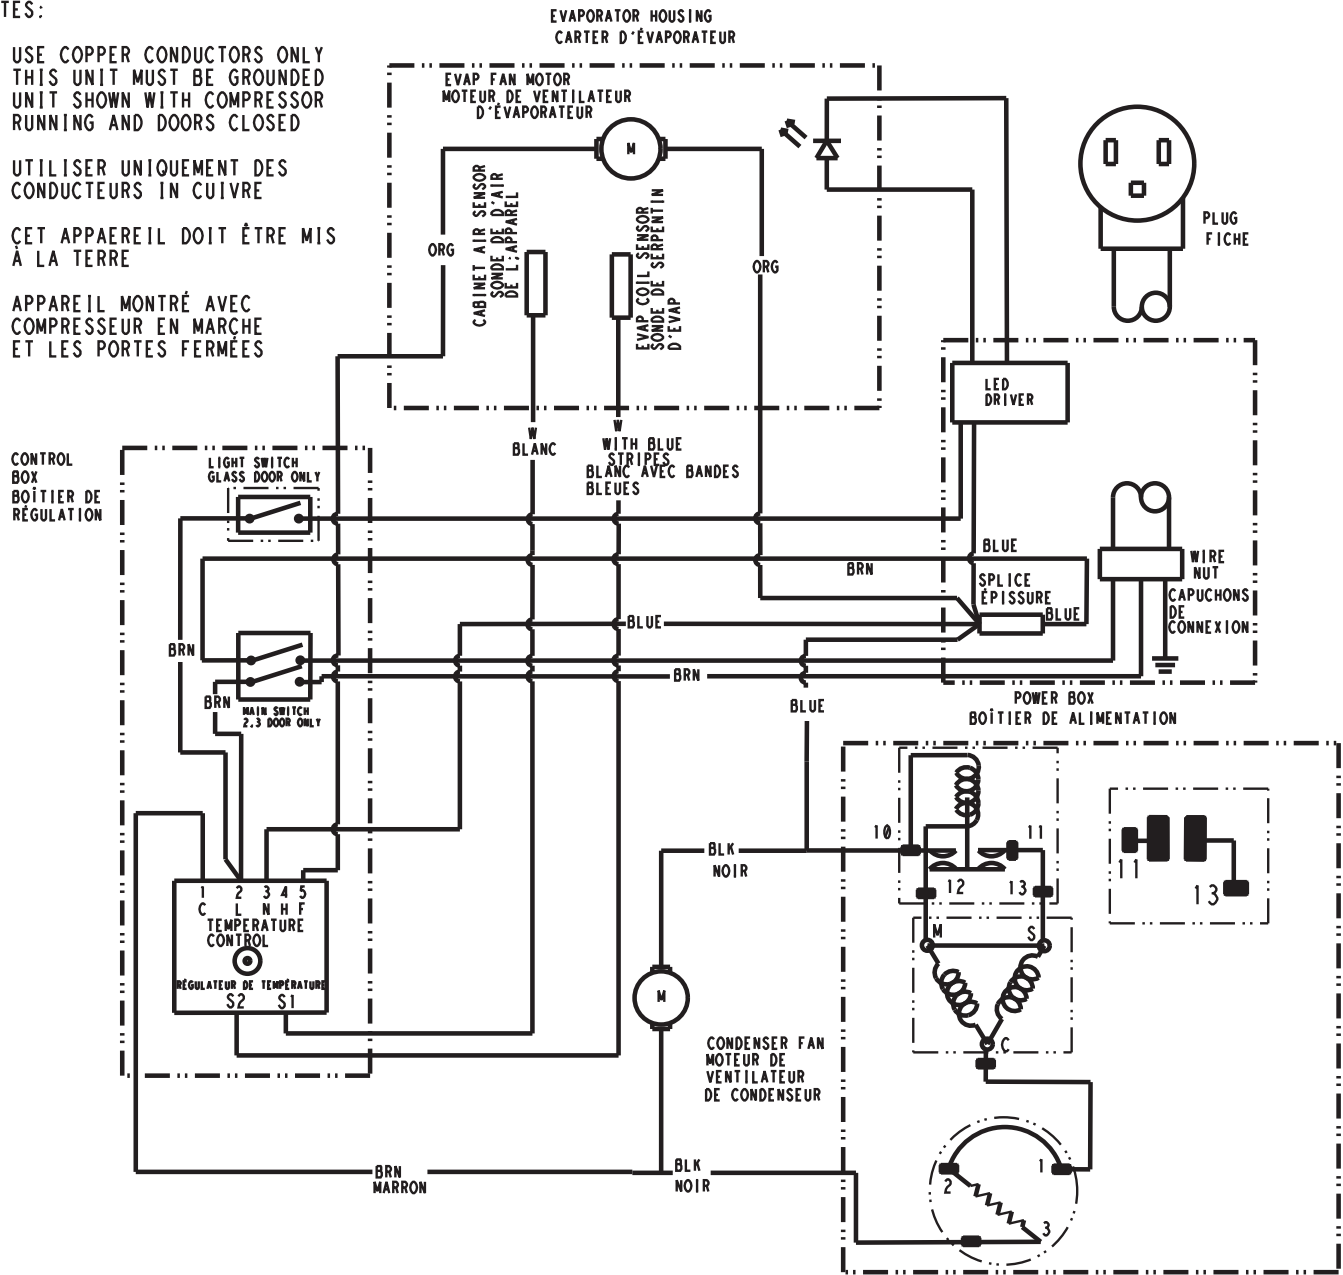 TES:
USE COPPER CONDUCTORS ONLY
THIS UNIT MUST BE GROUNDED
UNIT SHOWN WITH COMPRESSOR
RUNNING AND DOORS CLOSED
UTILISER UNIQUEMENT DES
CONDUCTEURS IN CUIVRE
CET APPAEREIL DOIT ÊTRE MIS
À LA TERRE
APPAREIL MONTRÉ AVEC
COMPRESSEUR EN MARCHE
ET LES PORTES FERMÉES
EVAPORATOR HOUSING
CARTER D'ÉVAPORATEUR
EVAP FAN MOTOR
MOTEUR DE VENTILATEUR
D'ÉVAPORATEUR
M
ORG
CABINET AIR SENSOR
SONDE DE D'AIR
DE L;APPAREL
EVAP COIL SENSOR
SONDE DE SERPENTIN
D'EVAP
ORG
PLUG
FICHE
LED
DRIVER
W
BLANC
W
WITH BLUE
STRIPES
BLANC AVEC BANDES
BLEUES
CONTROL
BOX
BOÎTIER DE
RÉGULATION
LIGHT SWITCH
GLASS DOOR ONLY
BLUE
BRN
SPLICE
ÉPISSURE
BLUE
WIRE
NUT
CAPUCHONS
DE
CONNEXION
BLUE
BRN
BRN
BRN
MAIN SWITCH
2,3 DOOR ONLY
BLUE
POWER BOX
BOÎTIER DE ALIMENTATION
10
11
12
13
11
13
BLK
NOIR
1 2 3 4 5
C L N H F
TEMPERATURE
CONTROL
RÉGULATEUR DE TEMPÉRATURE
S2 S1
M
S
C
M
CONDENSER FAN
MOTEUR DE
VENTILATEUR
DE CONDENSEUR
BRN
MARRON
BLK
NOIR
1
2
3